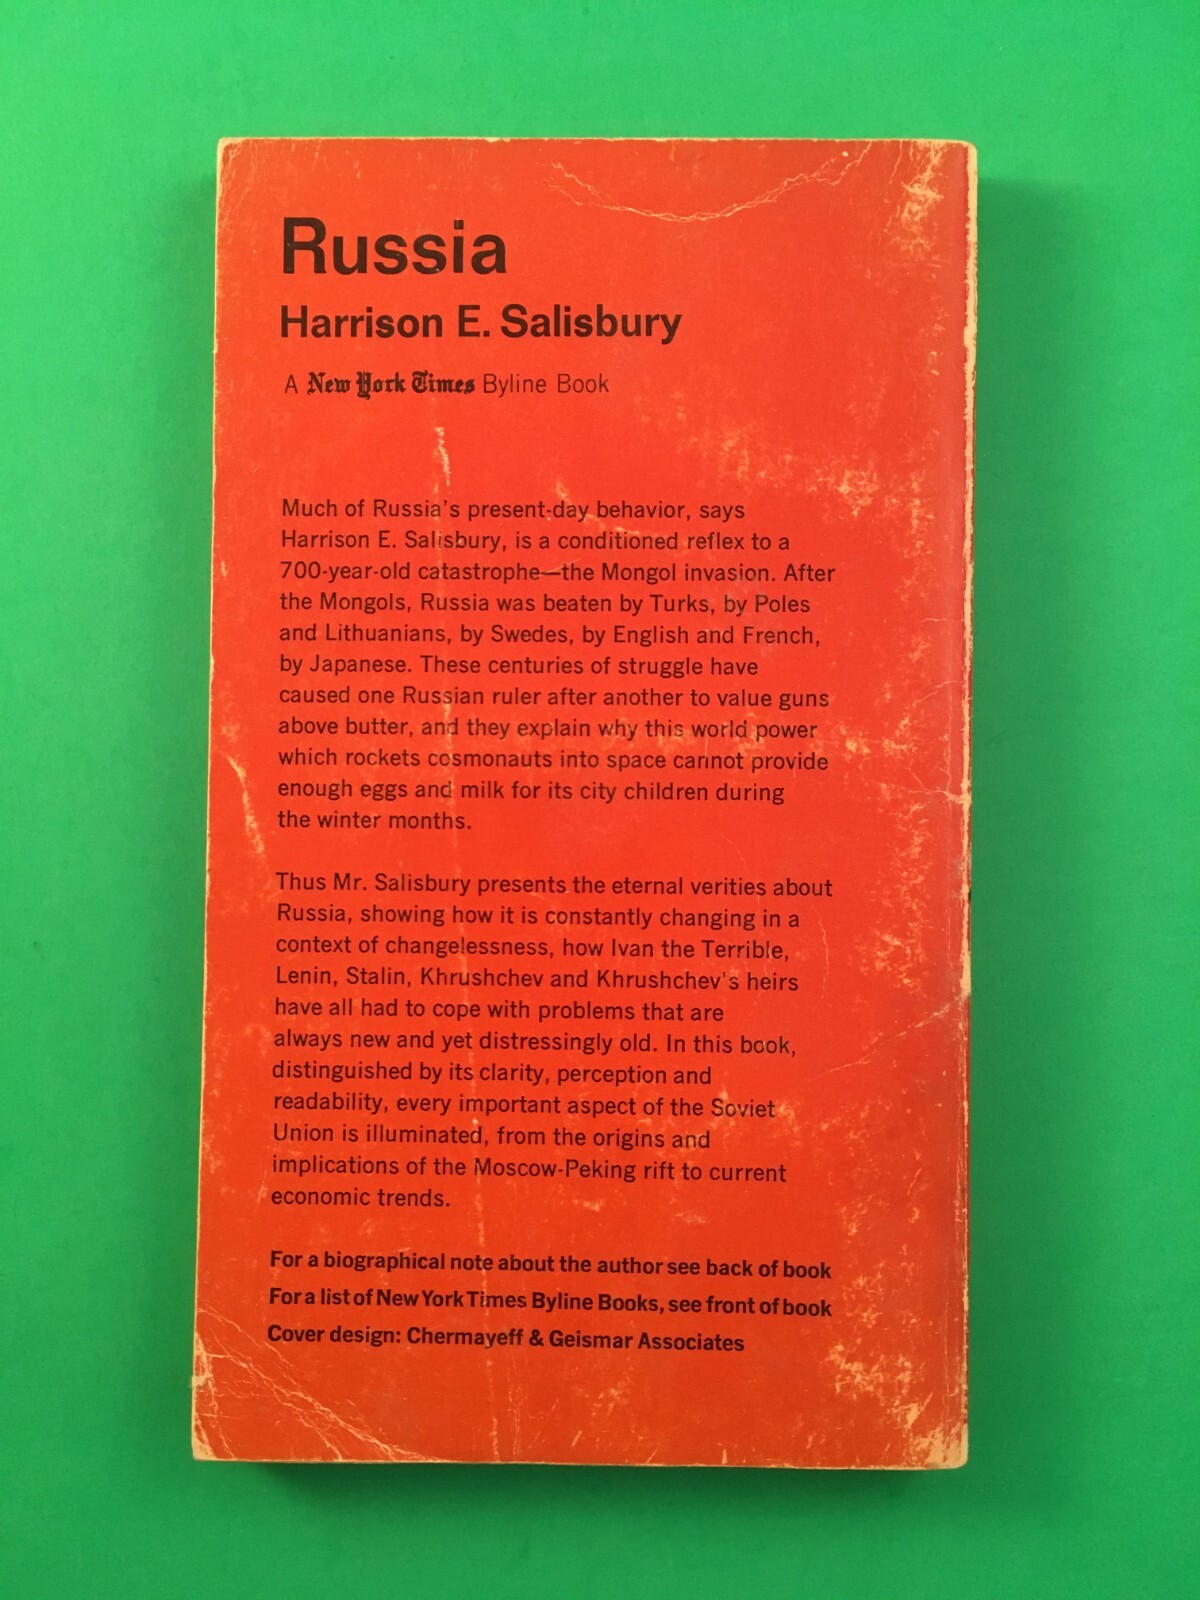 Russia
Harrison E. Salisbury
A New York Times Byline Book
Much of Russia's present-day behavior, says
Harrison E. Salisbury, is a conditioned reflex to a
700-year-old catastrophe—the Mongol invasion. After
the Mongols, Russia was beaten by Turks, by Poles
and Lithuanians, by Swedes, by English and French,
by Japanese. These centuries of struggle have
caused one Russian ruler after another to value guns
above butter, and they explain why this world power
which rockets cosmonauts into space cannot provide
enough eggs and milk for its city children during
the winter months.
Thus Mr. Salisbury presents the eternal verities about
Russia, showing how it is constantly changing in a
context of changelessness, how Ivan the Terrible,
Lenin, Stalin, Khrushchev and Khrushchev's heirs
have all had to cope with problems that are
always new and yet distressingly old. In this book,
distinguished by its clarity, perception and
readability, every important aspect of the Soviet
Union is illuminated, from the origins and
implications of the Moscow-Peking rift to current
economic trends.
For a biographical note about the author see back of book
For a list of New York Times Byline Books, see front of book
Cover design: Chermayeff & Geismar Associates